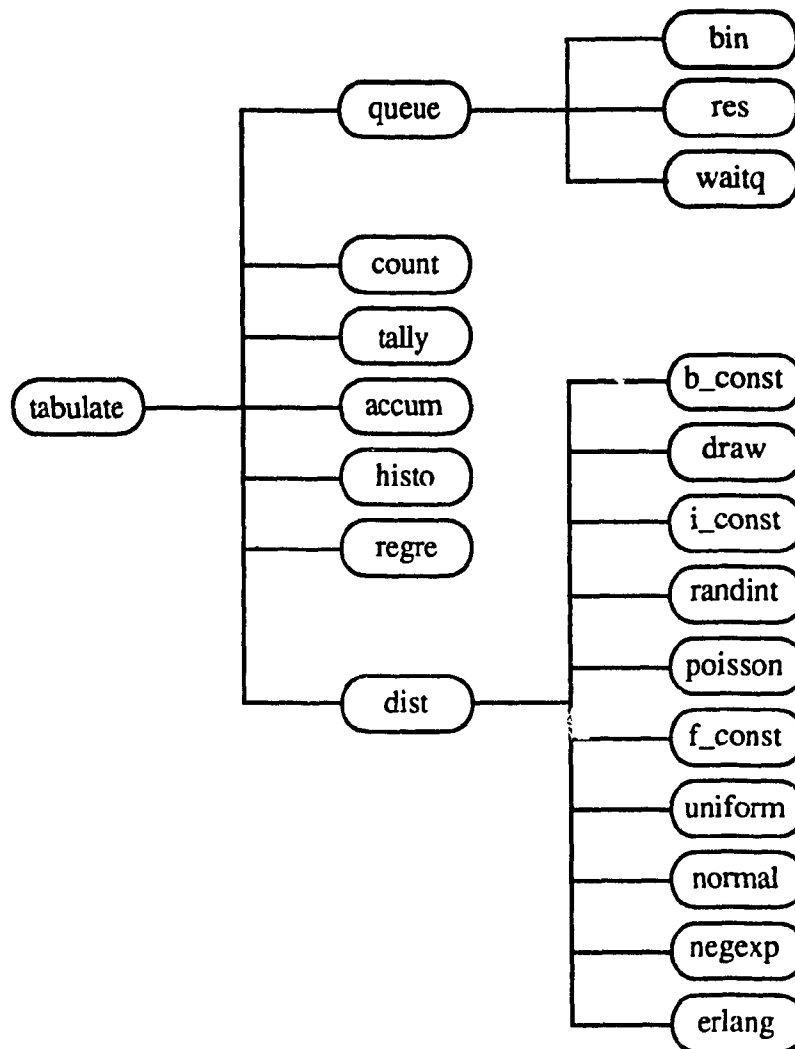 bin
queue
res
waitq
count
tally
b_const
tabulate
accum
draw
histo
i_const
regre
randint
poisson
dist
f_const
uniform
normal
negexp
erlang